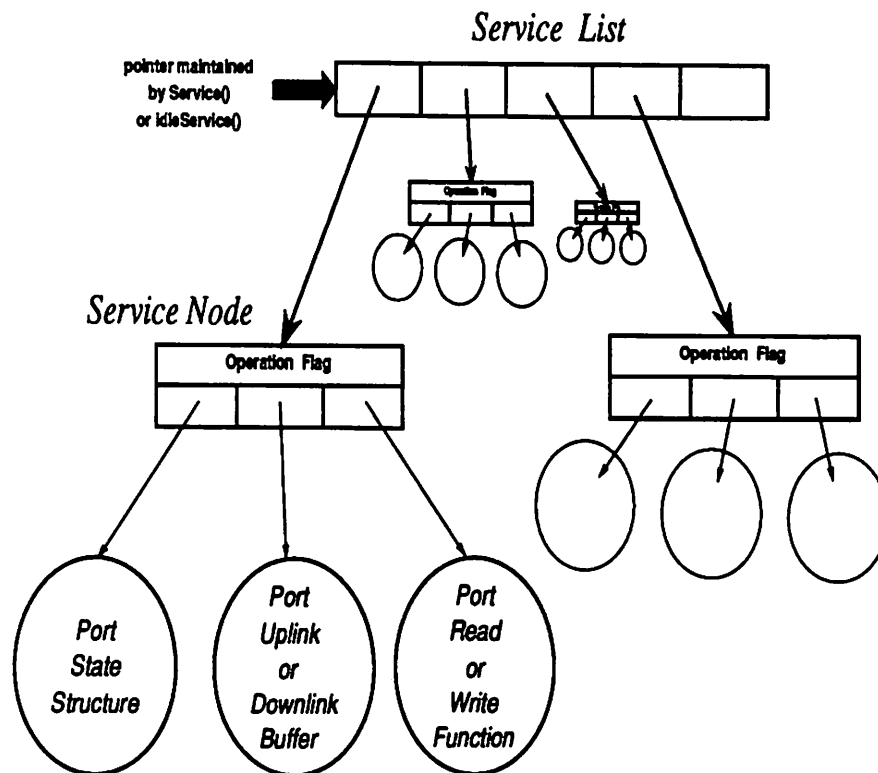 Service List
pointer maintained
by Service()
or idleService()
Operation Flag
Service Node
Operation Flag
Operation Flag
Port
State
Structure
Port
Uplink
or
Downlink
Buffer
Port
Read
or
Write
Function